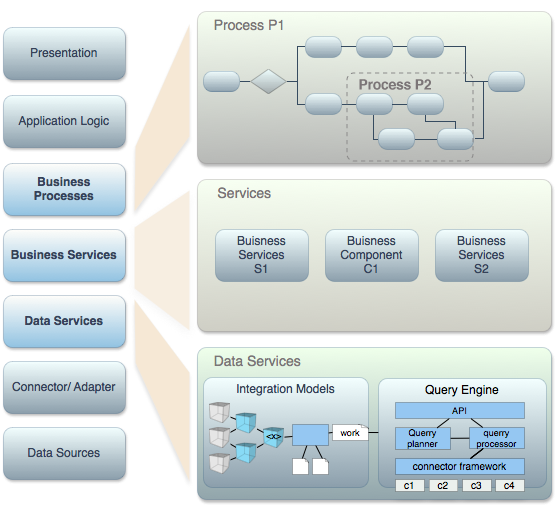 Presentation
Application Logic
Business
Processes
Business Services
Data Services
Connector/ Adapter
Data Sources
Process P1
Process P2
Services
Buisness
Services
S1
Buisness
Component
C1
Buisness
Services
S2
Data Services
Integration Models
<x>
work
Query Engine
API
Querry
planner
querry
processor
connector framework
c1
c2
c3
c4